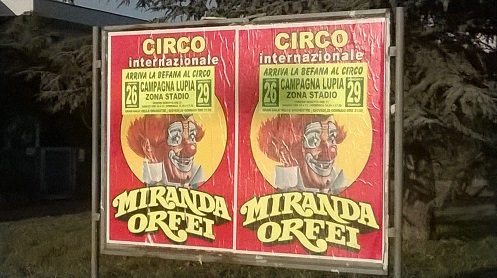 CIRCO
internazionale
ARRIVA LA BEFANA AL CIRCO
26
CAMPAGNA LUPIA
ZONA STADIO
29
MIRANDA
ORFEI
CIRCO
internazionale
ARRIVA LA BEFANA AL CIRCO
26
CAMPAGNA LUPIA
ZONA STADIO
29
MIRANDA
ORFEI